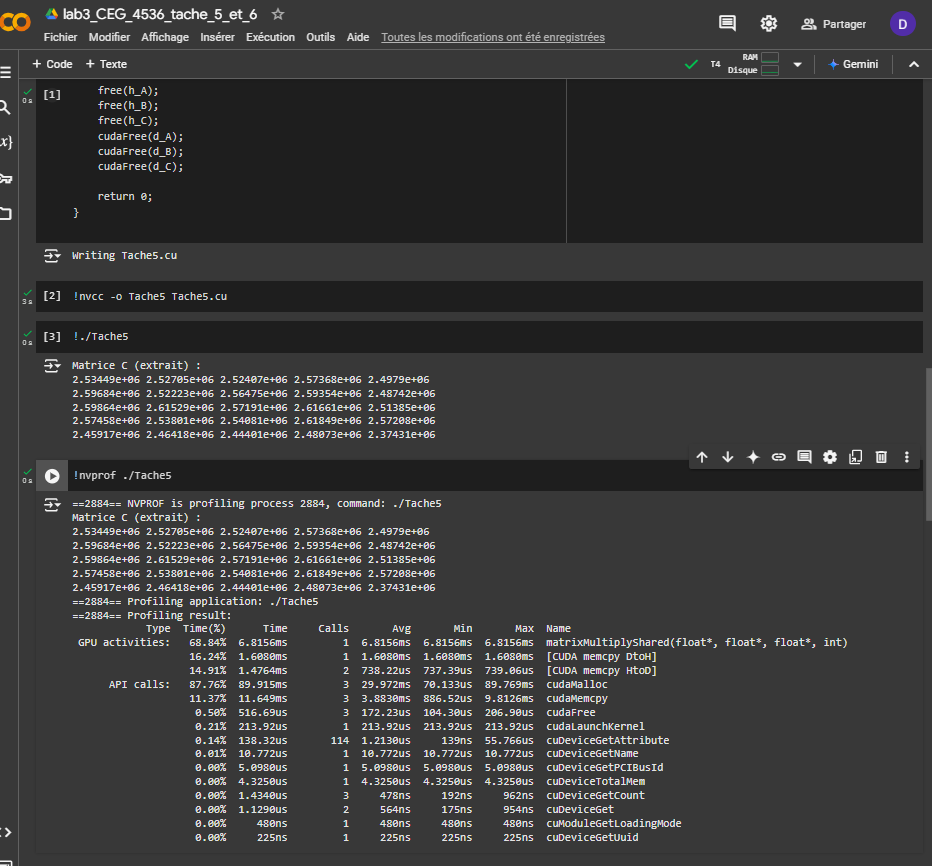 CO lab3_CEG_4536_tache_5_et_6
Fichier Modifier Affichage Insérer Exécution Outils Aide Toutes les modifications ont été enregistrées
Partager
D
+ Code + Texte
T4 RAM
Disque
Gemini
0 s
[1] free(h_A);
free(h_B);
free(h_C);
cudaFree(d_A);
cudaFree(d_B);
cudaFree(d_C);
return 0;
}
Writing Tache5.cu
3 s
[2] !nvcc -o Tache5 Tache5.cu
0 s
[3] !./Tache5
Matrice C (extrait) :
2.53449e+06 2.52705e+06 2.52407e+06 2.57368e+06 2.4979e+06
2.59684e+06 2.52223e+06 2.56475e+06 2.59354e+06 2.48742e+06
2.59864e+06 2.61529e+06 2.57191e+06 2.61661e+06 2.51385e+06
2.57458e+06 2.53801e+06 2.54081e+06 2.61849e+06 2.57208e+06
2.45917e+06 2.46418e+06 2.44401e+06 2.48073e+06 2.37431e+06
0 s
!nvprof ./Tache5
==2884== NVPROF is profiling process 2884, command: ./Tache5
Matrice C (extrait) :
2.53449e+06 2.52705e+06 2.52407e+06 2.57368e+06 2.4979e+06
2.59684e+06 2.52223e+06 2.56475e+06 2.59354e+06 2.48742e+06
2.59864e+06 2.61529e+06 2.57191e+06 2.61661e+06 2.51385e+06
2.57458e+06 2.53801e+06 2.54081e+06 2.61849e+06 2.57208e+06
2.45917e+06 2.46418e+06 2.44401e+06 2.48073e+06 2.37431e+06
==2884== Profiling application: ./Tache5
==2884== Profiling result:
Type Time(%) Time Calls Avg Min Max Name
GPU activities: 68.84% 6.8156ms 1 6.8156ms 6.8156ms 6.8156ms matrixMultiplyShared(float*, float*, float*, int)
16.24% 1.6080ms 1 1.6080ms 1.6080ms 1.6080ms [CUDA memcpy DtoH]
14.91% 1.4764ms 2 738.22us 737.39us 739.06us [CUDA memcpy HtoD]
API calls: 87.76% 89.915ms 3 29.972ms 70.133us 89.769ms cudaMalloc
11.37% 11.649ms 3 3.8830ms 886.52us 9.8126ms cudaMemcpy
0.50% 516.69us 3 172.23us 104.30us 206.90us cudaFree
0.21% 213.92us 1 213.92us 213.92us 213.92us cudaLaunchKernel
0.14% 138.32us 114 1.2130us 139ns 55.766us cuDeviceGetAttribute
0.01% 10.772us 1 10.772us 10.772us 10.772us cuDeviceGetName
0.00% 5.0980us 1 5.0980us 5.0980us 5.0980us cuDeviceGetPCIBusId
0.00% 4.3250us 1 4.3250us 4.3250us 4.3250us cuDeviceTotalMem
0.00% 1.4340us 3 478ns 192ns 962ns cuDeviceGetCount
0.00% 1.1290us 2 564ns 175ns 954ns cuDeviceGet
0.00% 480ns 1 480ns 480ns 480ns cuModuleGetLoadingMode
0.00% 225ns 1 225ns 225ns 225ns cuDeviceGetUuid